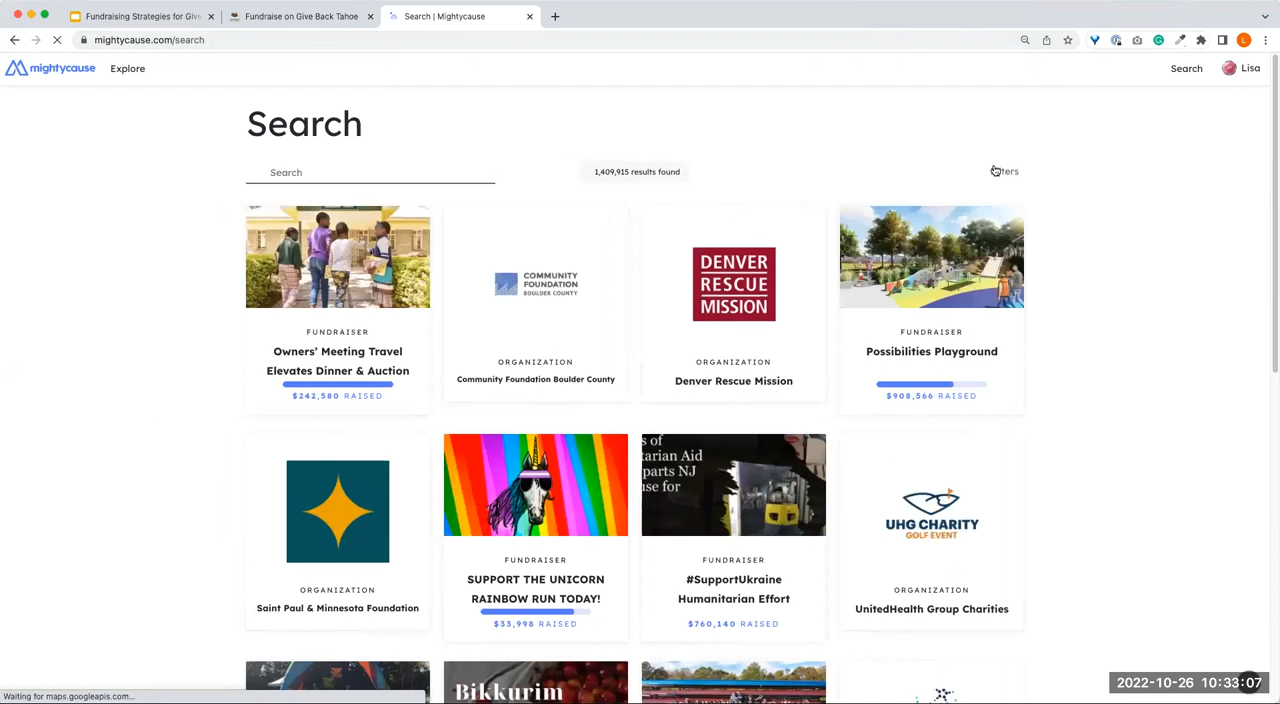 Fundraising Strategies for Give
Fundraise on Give Back Tahoe
Search | Mightycause
mightycause.com/search
L
mightycause
Explore
Search
Lisa
Search
Search
1,409,915 results found
FUNDRAISER
Owners' Meeting Travel
Elevates Dinner & Auction
$242,580 RAISED
COMMUNITY
FOUNDATION
BOULDER COUNTY
ORGANIZATION
Community Foundation Boulder County
DENVER
RESCUE
MISSION
ORGANIZATION
Denver Rescue Mission
FUNDRAISER
Possibilities Playground
$908,566 RAISED
ORGANIZATION
Saint Paul & Minnesota Foundation
FUNDRAISER
SUPPORT THE UNICORN
RAINBOW RUN TODAY!
$33,998 RAISED
s of
tarian Aid
parts NJ
use for
FUNDRAISER
#SupportUkraine
Humanitarian Effort
$760,140 RAISED
UHG CHARITY
GOLF EVENT
ORGANIZATION
UnitedHealth Group Charities
Bikkurim
Waiting for maps.googleapis.com...
2022-10-26 10:33:07